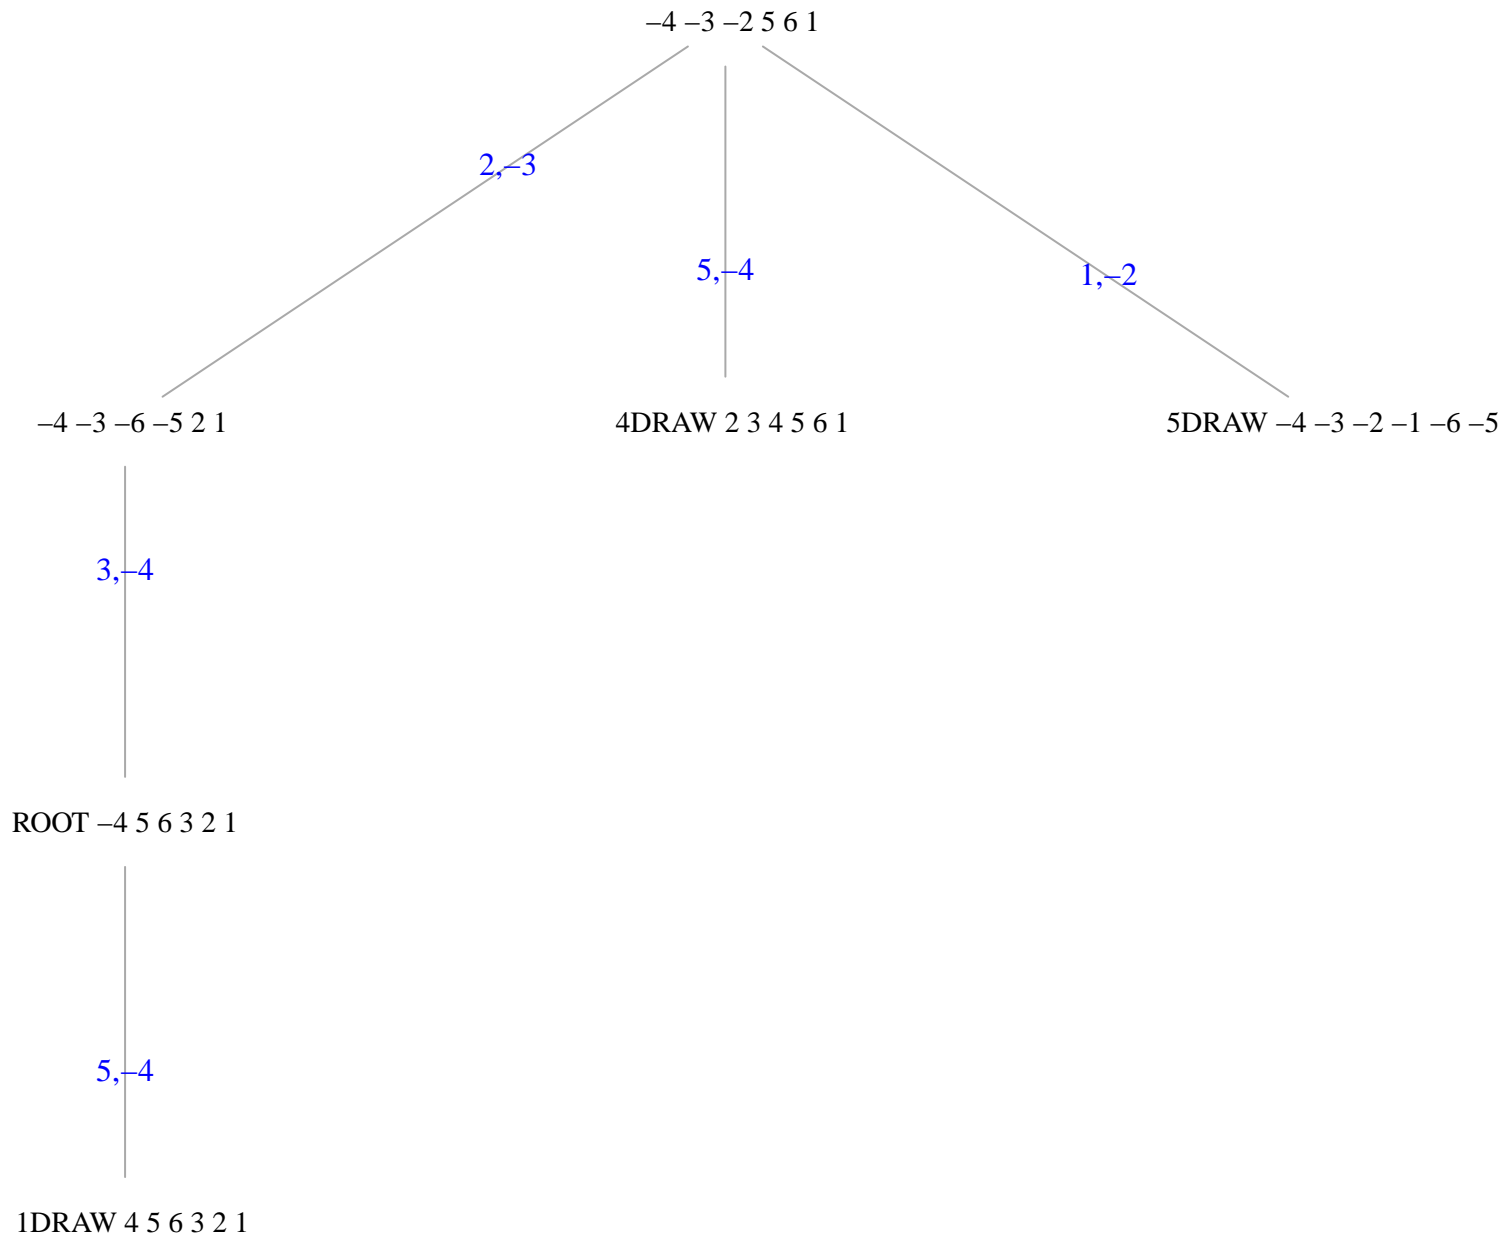 –4 –3 –2 5 6 1
2,–3
5,–4
1,–2
–4 –3 –6 –5 2 1
4DRAW 2 3 4 5 6 1
5DRAW –4 –3 –2 –1 –6 –5
3,–4
ROOT –4 5 6 3 2 1
5,–4
1DRAW 4 5 6 3 2 1